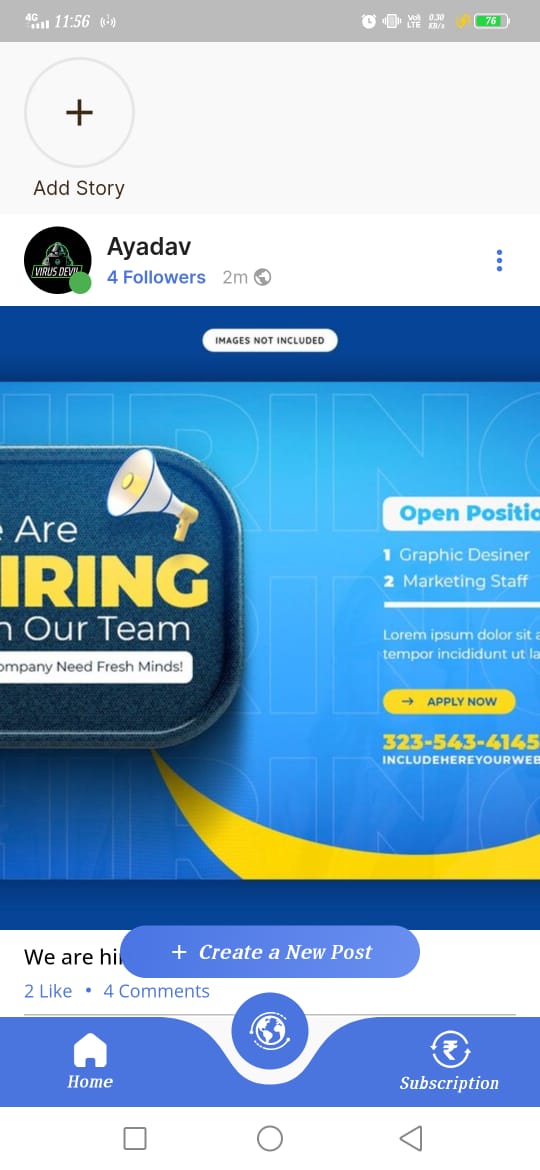 4G 11:56
Vo)
LTE
0.30
KB/s
76
Add Story
Ayadav
VIRUS DEVIL
4 Followers 2m
IMAGES NOT INCLUDED
e Are
IRING
n Our Team
ompany Need Fresh Minds!
Open Positio
1 Graphic Desiner
2 Marketing Staff
Lorem ipsum dolor sit a
tempor incididunt ut la
→ APPLY NOW
323-543-4145
INCLUDEHEREYOURWEB
We are hi
+ Create a New Post
2 Like • 4 Comments
Home
Subscription